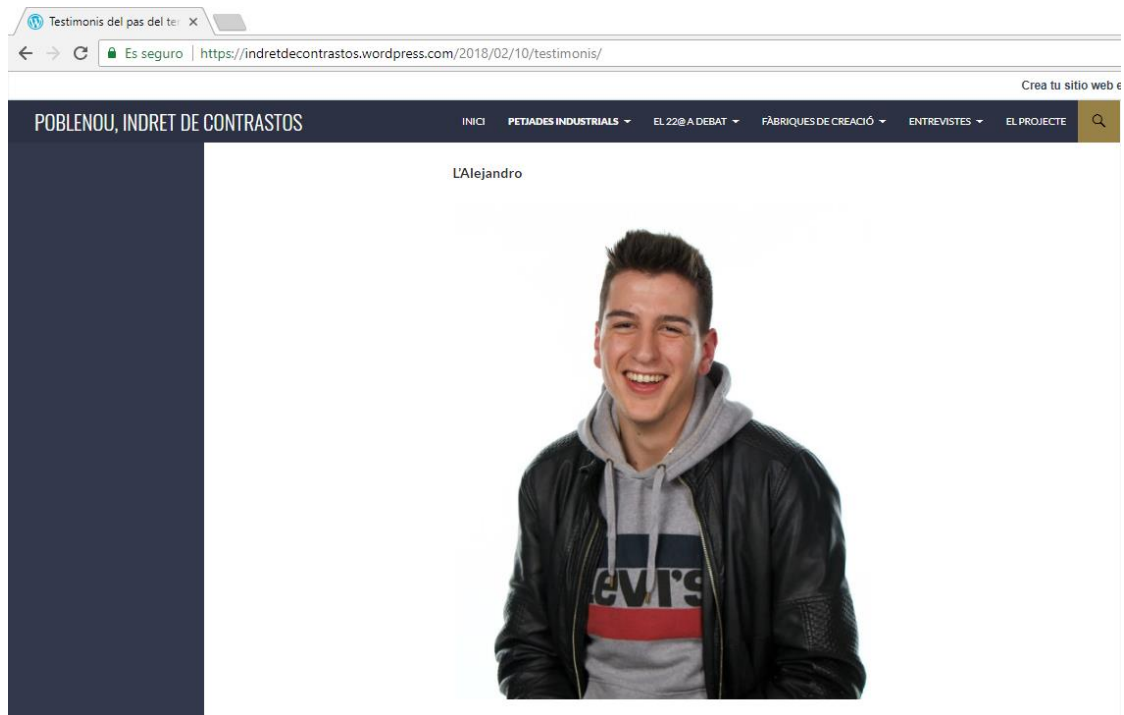 Testimonis del pas del te
Es seguro | https://indretdecontrastos.wordpress.com/2018/02/10/testimonis/
Crea tu sitio web e
POBLENOU, INDRET DE CONTRASTOS
INICI PETJADES INDUSTRIALS EL 22@ A DEBAT FÀBRIQUES DE CREACIÓ ENTREVISTES EL PROJECTE
L'Alejandro
Levi's